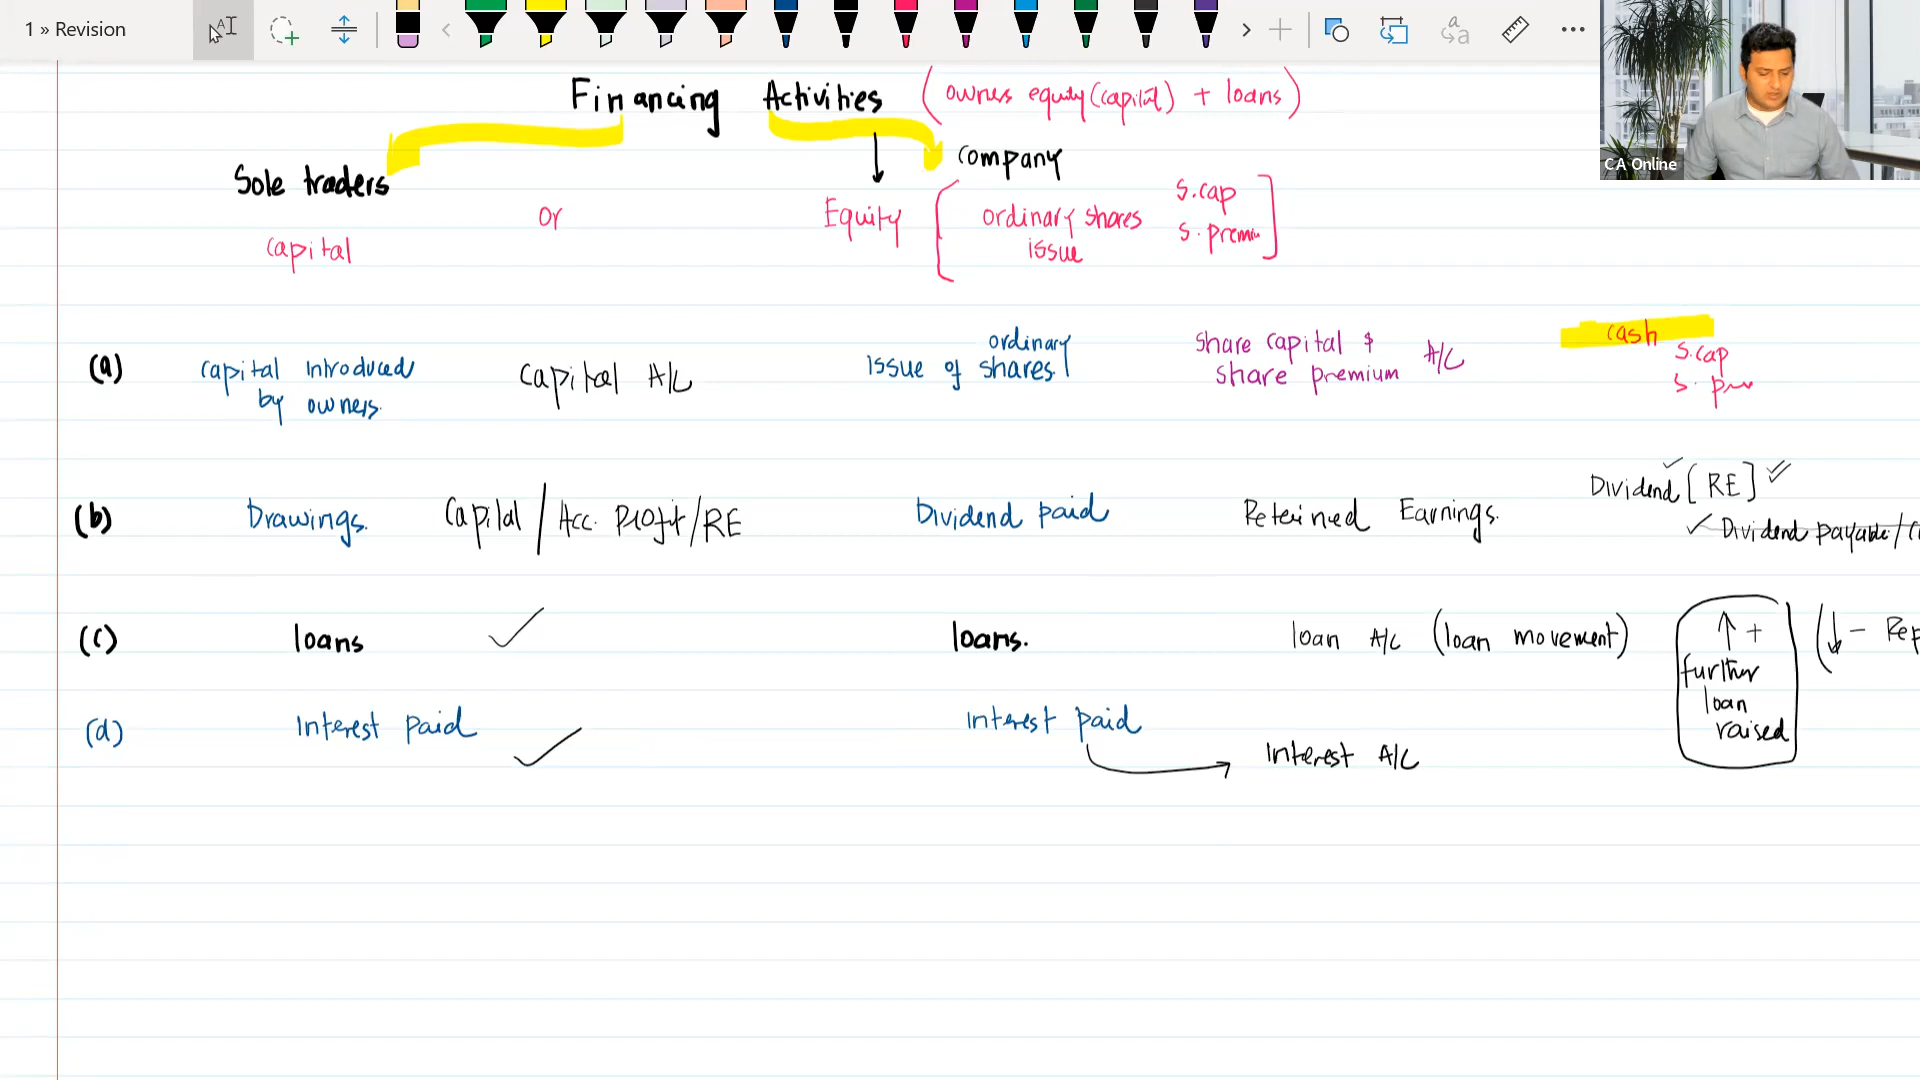 1 » Revision
Financing Activities (owners equity(capital) + loans)
C A Online
Sole traders
company
or
capital
Equity [ ordinary shares issue
S.cap
S. premiu ]
(a)
capital introduced
by owners.
capital A/C
ordinary
issue of shares.
Share capital &
share premium
A/C
cash
S.cap
(b)
Drawings.
Capital / Acc. Profit/RE
Dividend paid
Retained Earnings.
Dividend [RE]
Dividend payable/
(c)
loans
loans.
loan A/C (loan movement)
↑ +
further
loan
raised
(↓ - Rep
(d)
Interest paid
Interest paid
Interest A/C